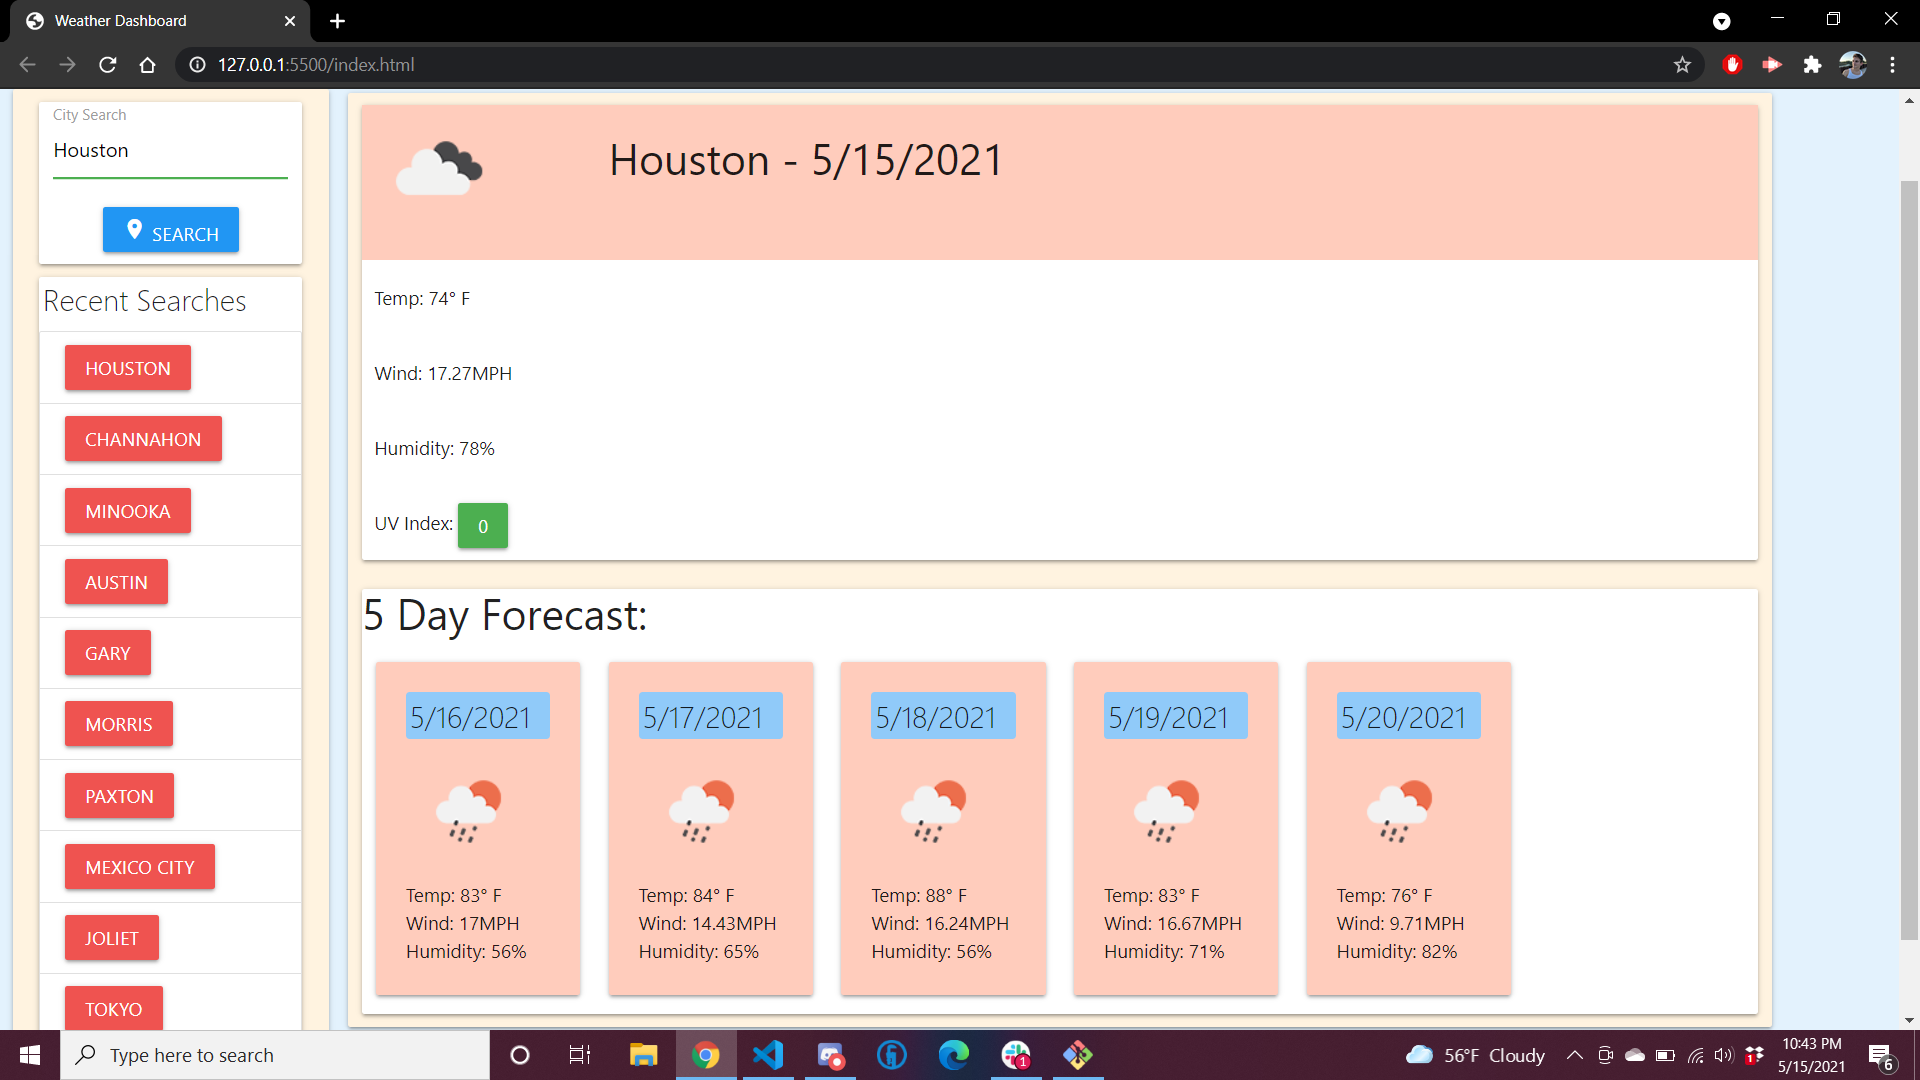 Weather Dashboard
127.0.0.1:5500/index.html
City Search
Houston
SEARCH
Recent Searches
HOUSTON
CHANNAHON
MINOOKA
AUSTIN
GARY
MORRIS
PAXTON
MEXICO CITY
JOLIET
TOKYO
Houston - 5/15/2021
Temp: 74° F
Wind: 17.27MPH
Humidity: 78%
UV Index: 0
5 Day Forecast:
5/16/2021
Temp: 83° F
Wind: 17MPH
Humidity: 56%
5/17/2021
Temp: 84° F
Wind: 14.43MPH
Humidity: 65%
5/18/2021
Temp: 88° F
Wind: 16.24MPH
Humidity: 56%
5/19/2021
Temp: 83° F
Wind: 16.67MPH
Humidity: 71%
5/20/2021
Temp: 76° F
Wind: 9.71MPH
Humidity: 82%
Type here to search
1
56°F Cloudy
1
10:43 PM
5/15/2021
6